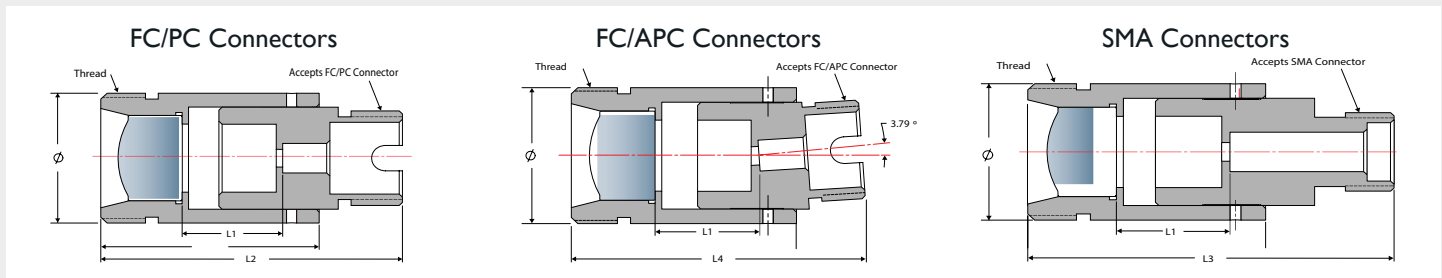 FC/PC Connectors
Thread
Accepts FC/PC Connector
Ø
L1
L2
FC/APC Connectors
Thread
Accepts FC/APC Connector
3.79 °
Ø
L1
L4
SMA Connectors
Thread
Accepts SMA Connector
Ø
L1
L3